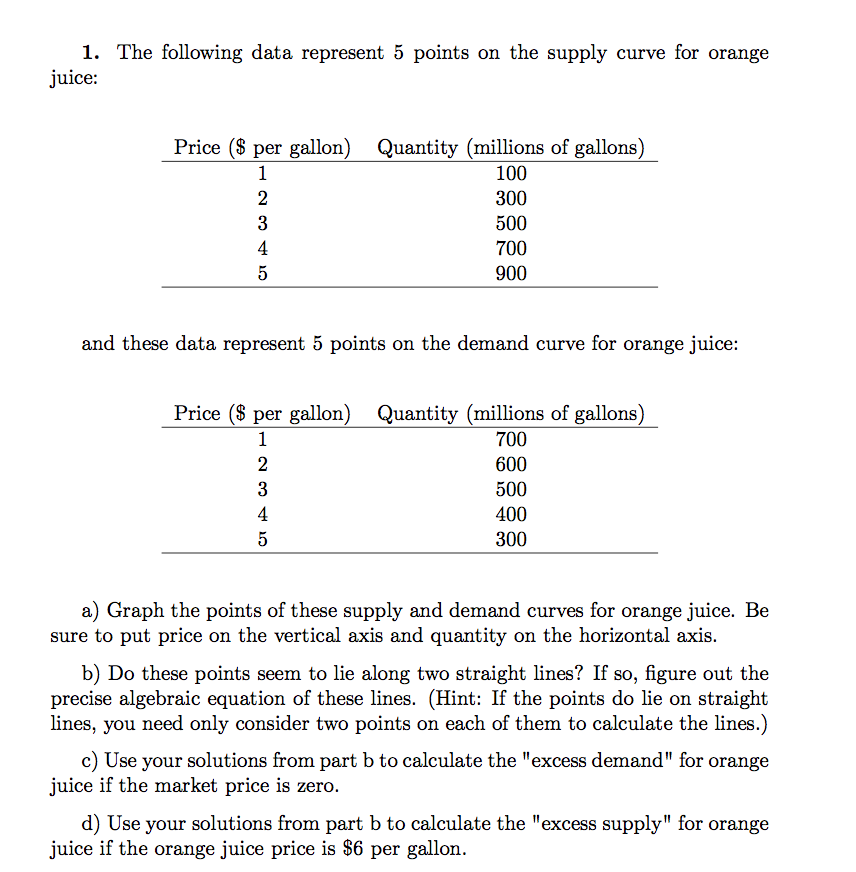 1. The following data represent 5 points on the supply curve for orange
juice:
Price ($ per gallon) Quantity (millions of gallons)
1 100
2 300
3 500
4 700
5 900
and these data represent 5 points on the demand curve for orange juice:
Price ($ per gallon) Quantity (millions of gallons)
1 700
2 600
3 500
4 400
5 300
a) Graph the points of these supply and demand curves for orange juice. Be
sure to put price on the vertical axis and quantity on the horizontal axis.
b) Do these points seem to lie along two straight lines? If so, figure out the
precise algebraic equation of these lines. (Hint: If the points do lie on straight
lines, you need only consider two points on each of them to calculate the lines.)
c) Use your solutions from part b to calculate the "excess demand" for orange
juice if the market price is zero.
d) Use your solutions from part b to calculate the "excess supply" for orange
juice if the orange juice price is $6 per gallon.